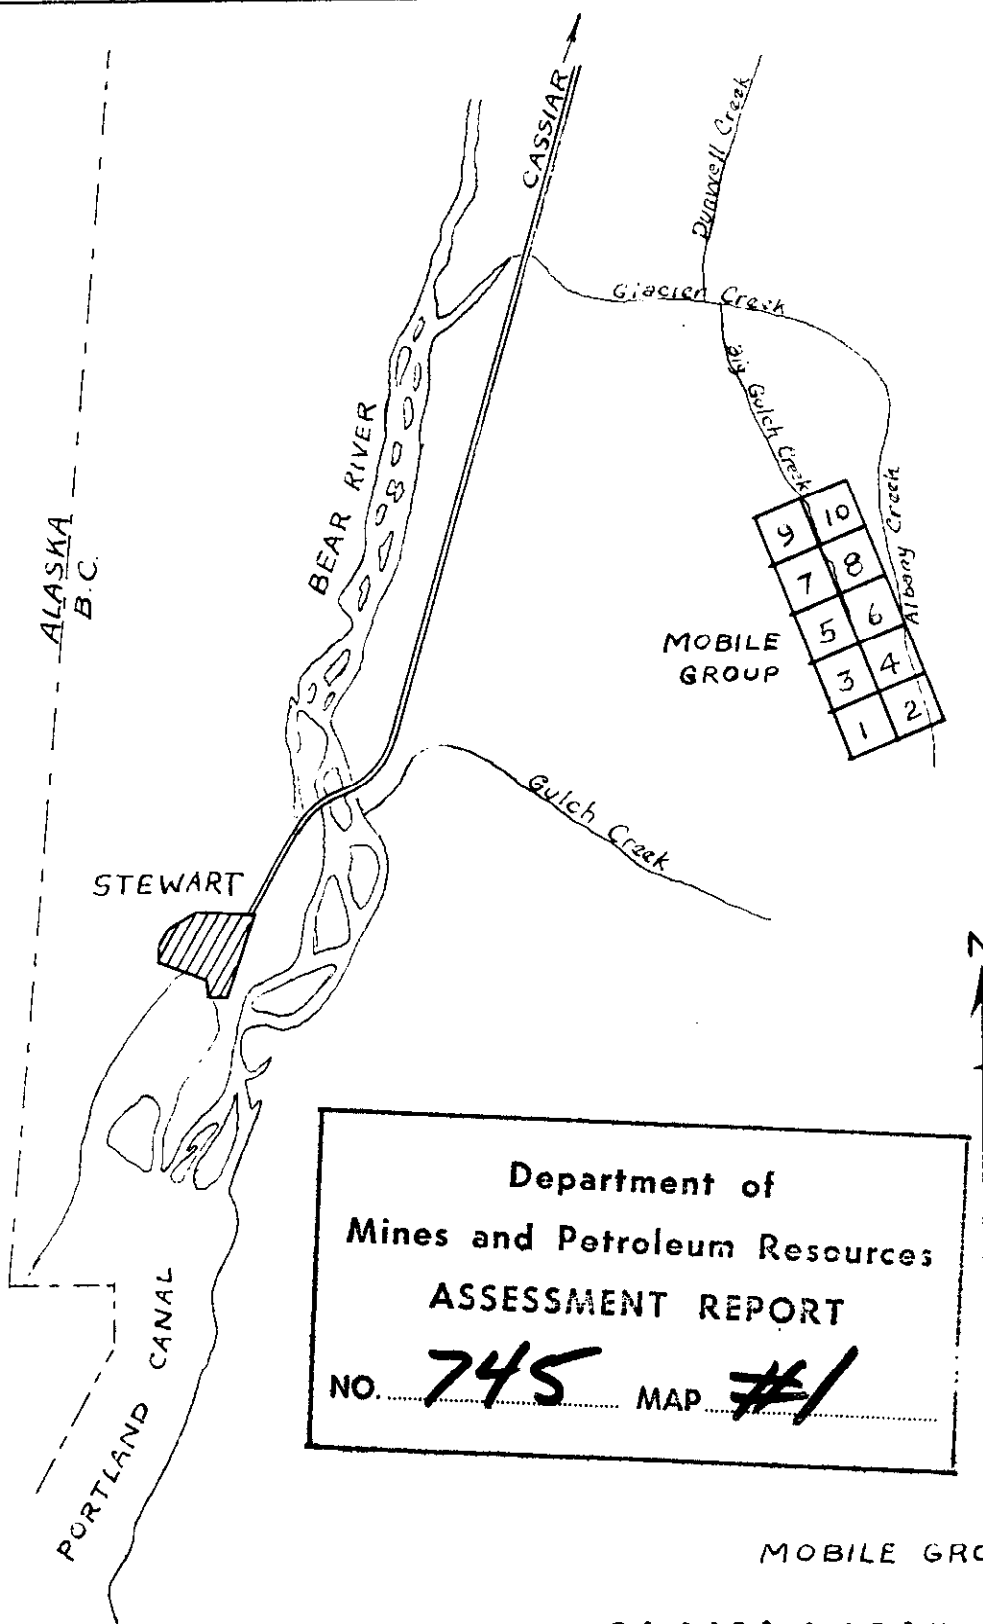 CASSIAR
Dunwell Creek
Glacier Creek
Big Gulch Creek
BEAR RIVER
ALASKA
B.C.
Albany Creek
9 10
7 8
5 6
3 4
1 2
MOBILE
GROUP
Gulch Creek
STEWART
N
Department of
Mines and Petroleum Resources
ASSESSMENT REPORT
NO. 745 MAP #1
PORTLAND CANAL
MOBILE GRO